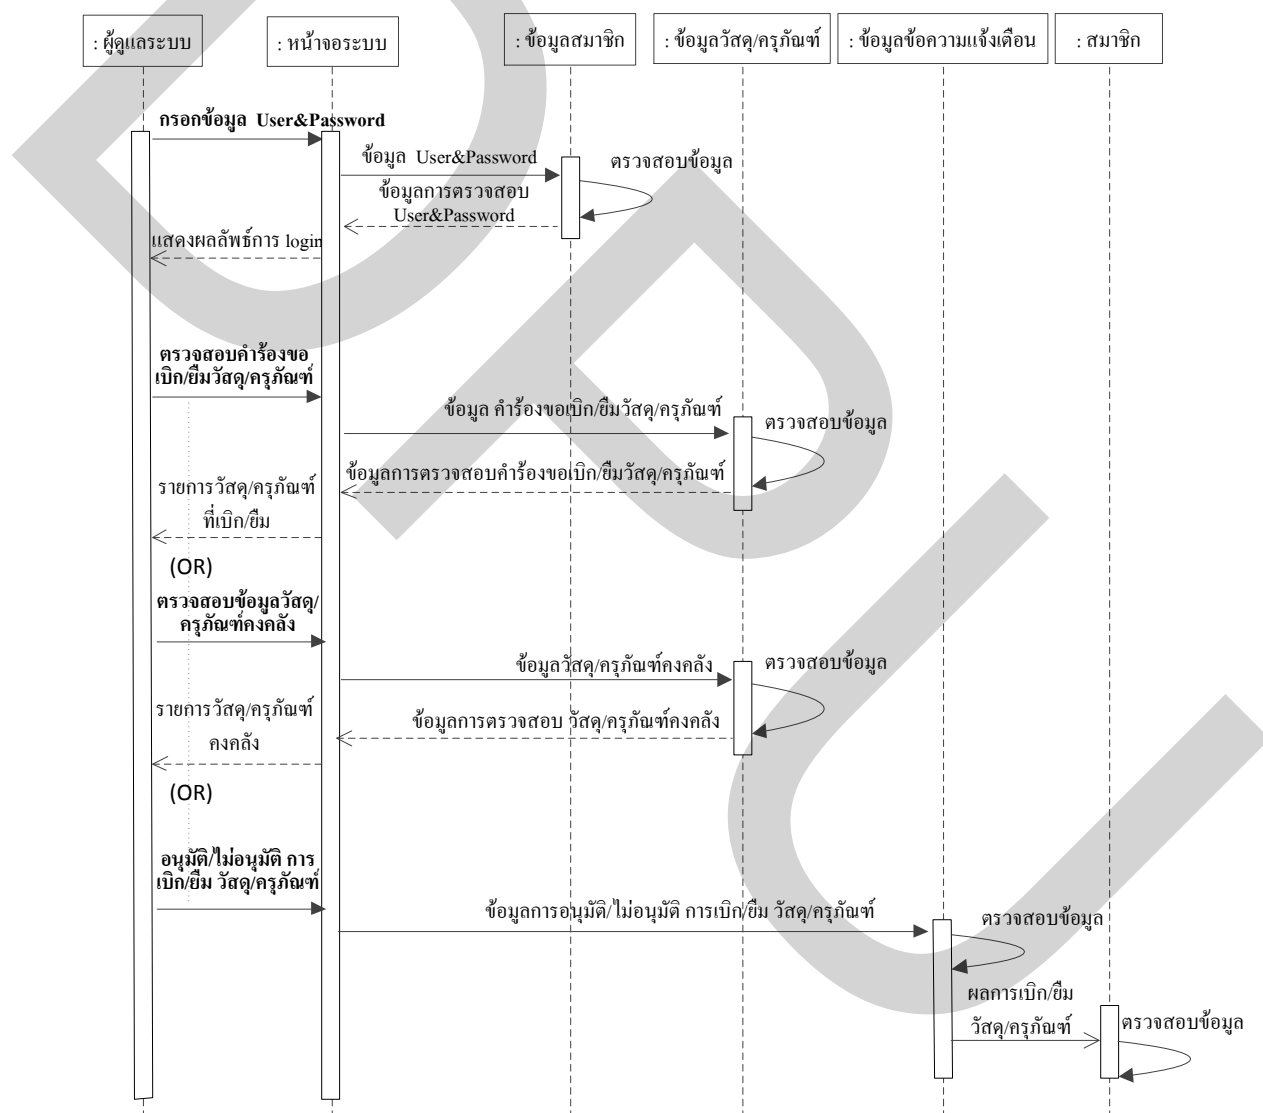 : ผู้ดูแลระบบ
: หน้าจอระบบ
: ข้อมูลสมาชิก
: ข้อมูลวัสดุ/ครุภัณฑ์
: ข้อมูลข้อความแจ้งเตือน
: สมาชิก
กรอกข้อมูล User&Password
ข้อมูล User&Password
ตรวจสอบข้อมูล
ข้อมูลการตรวจสอบ
User&Password
แสดงผลลัพธ์การ login
ตรวจสอบคำร้องขอ
เบิก/ยืมวัสดุ/ครุภัณฑ์
ข้อมูล คำร้องขอเบิก/ยืมวัสดุ/ครุภัณฑ์
ตรวจสอบข้อมูล
ข้อมูลการตรวจสอบคำร้องขอเบิก/ยืมวัสดุ/ครุภัณฑ์
รายการวัสดุ/ครุภัณฑ์
ที่เบิก/ยืม
(OR)
ตรวจสอบข้อมูลวัสดุ/
ครุภัณฑ์คงคลัง
ข้อมูลวัสดุ/ครุภัณฑ์คงคลัง
ตรวจสอบข้อมูล
ข้อมูลการตรวจสอบ วัสดุ/ครุภัณฑ์คงคลัง
รายการวัสดุ/ครุภัณฑ์
คงคลัง
(OR)
อนุมัติ/ไม่อนุมัติ การ
เบิก/ยืม วัสดุ/ครุภัณฑ์
ข้อมูลการอนุมัติ/ไม่อนุมัติ การเบิก/ยืม วัสดุ/ครุภัณฑ์
ตรวจสอบข้อมูล
ผลการเบิก/ยืม
วัสดุ/ครุภัณฑ์
ตรวจสอบข้อมูล
DPU